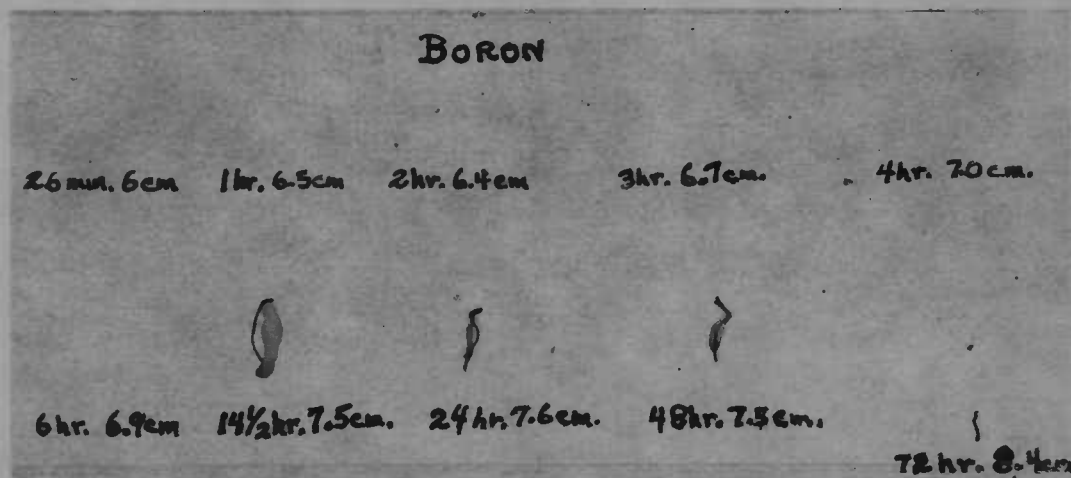 BORON
26 min. 6cm 1hr. 6.5cm 2hr. 6.4cm 3hr. 6.7cm. 4hr. 7.0cm.
6hr. 6.9cm 14½hr. 7.5cm. 24hr. 7.6cm. 48hr. 7.3cm.
72hr. 8.4cm